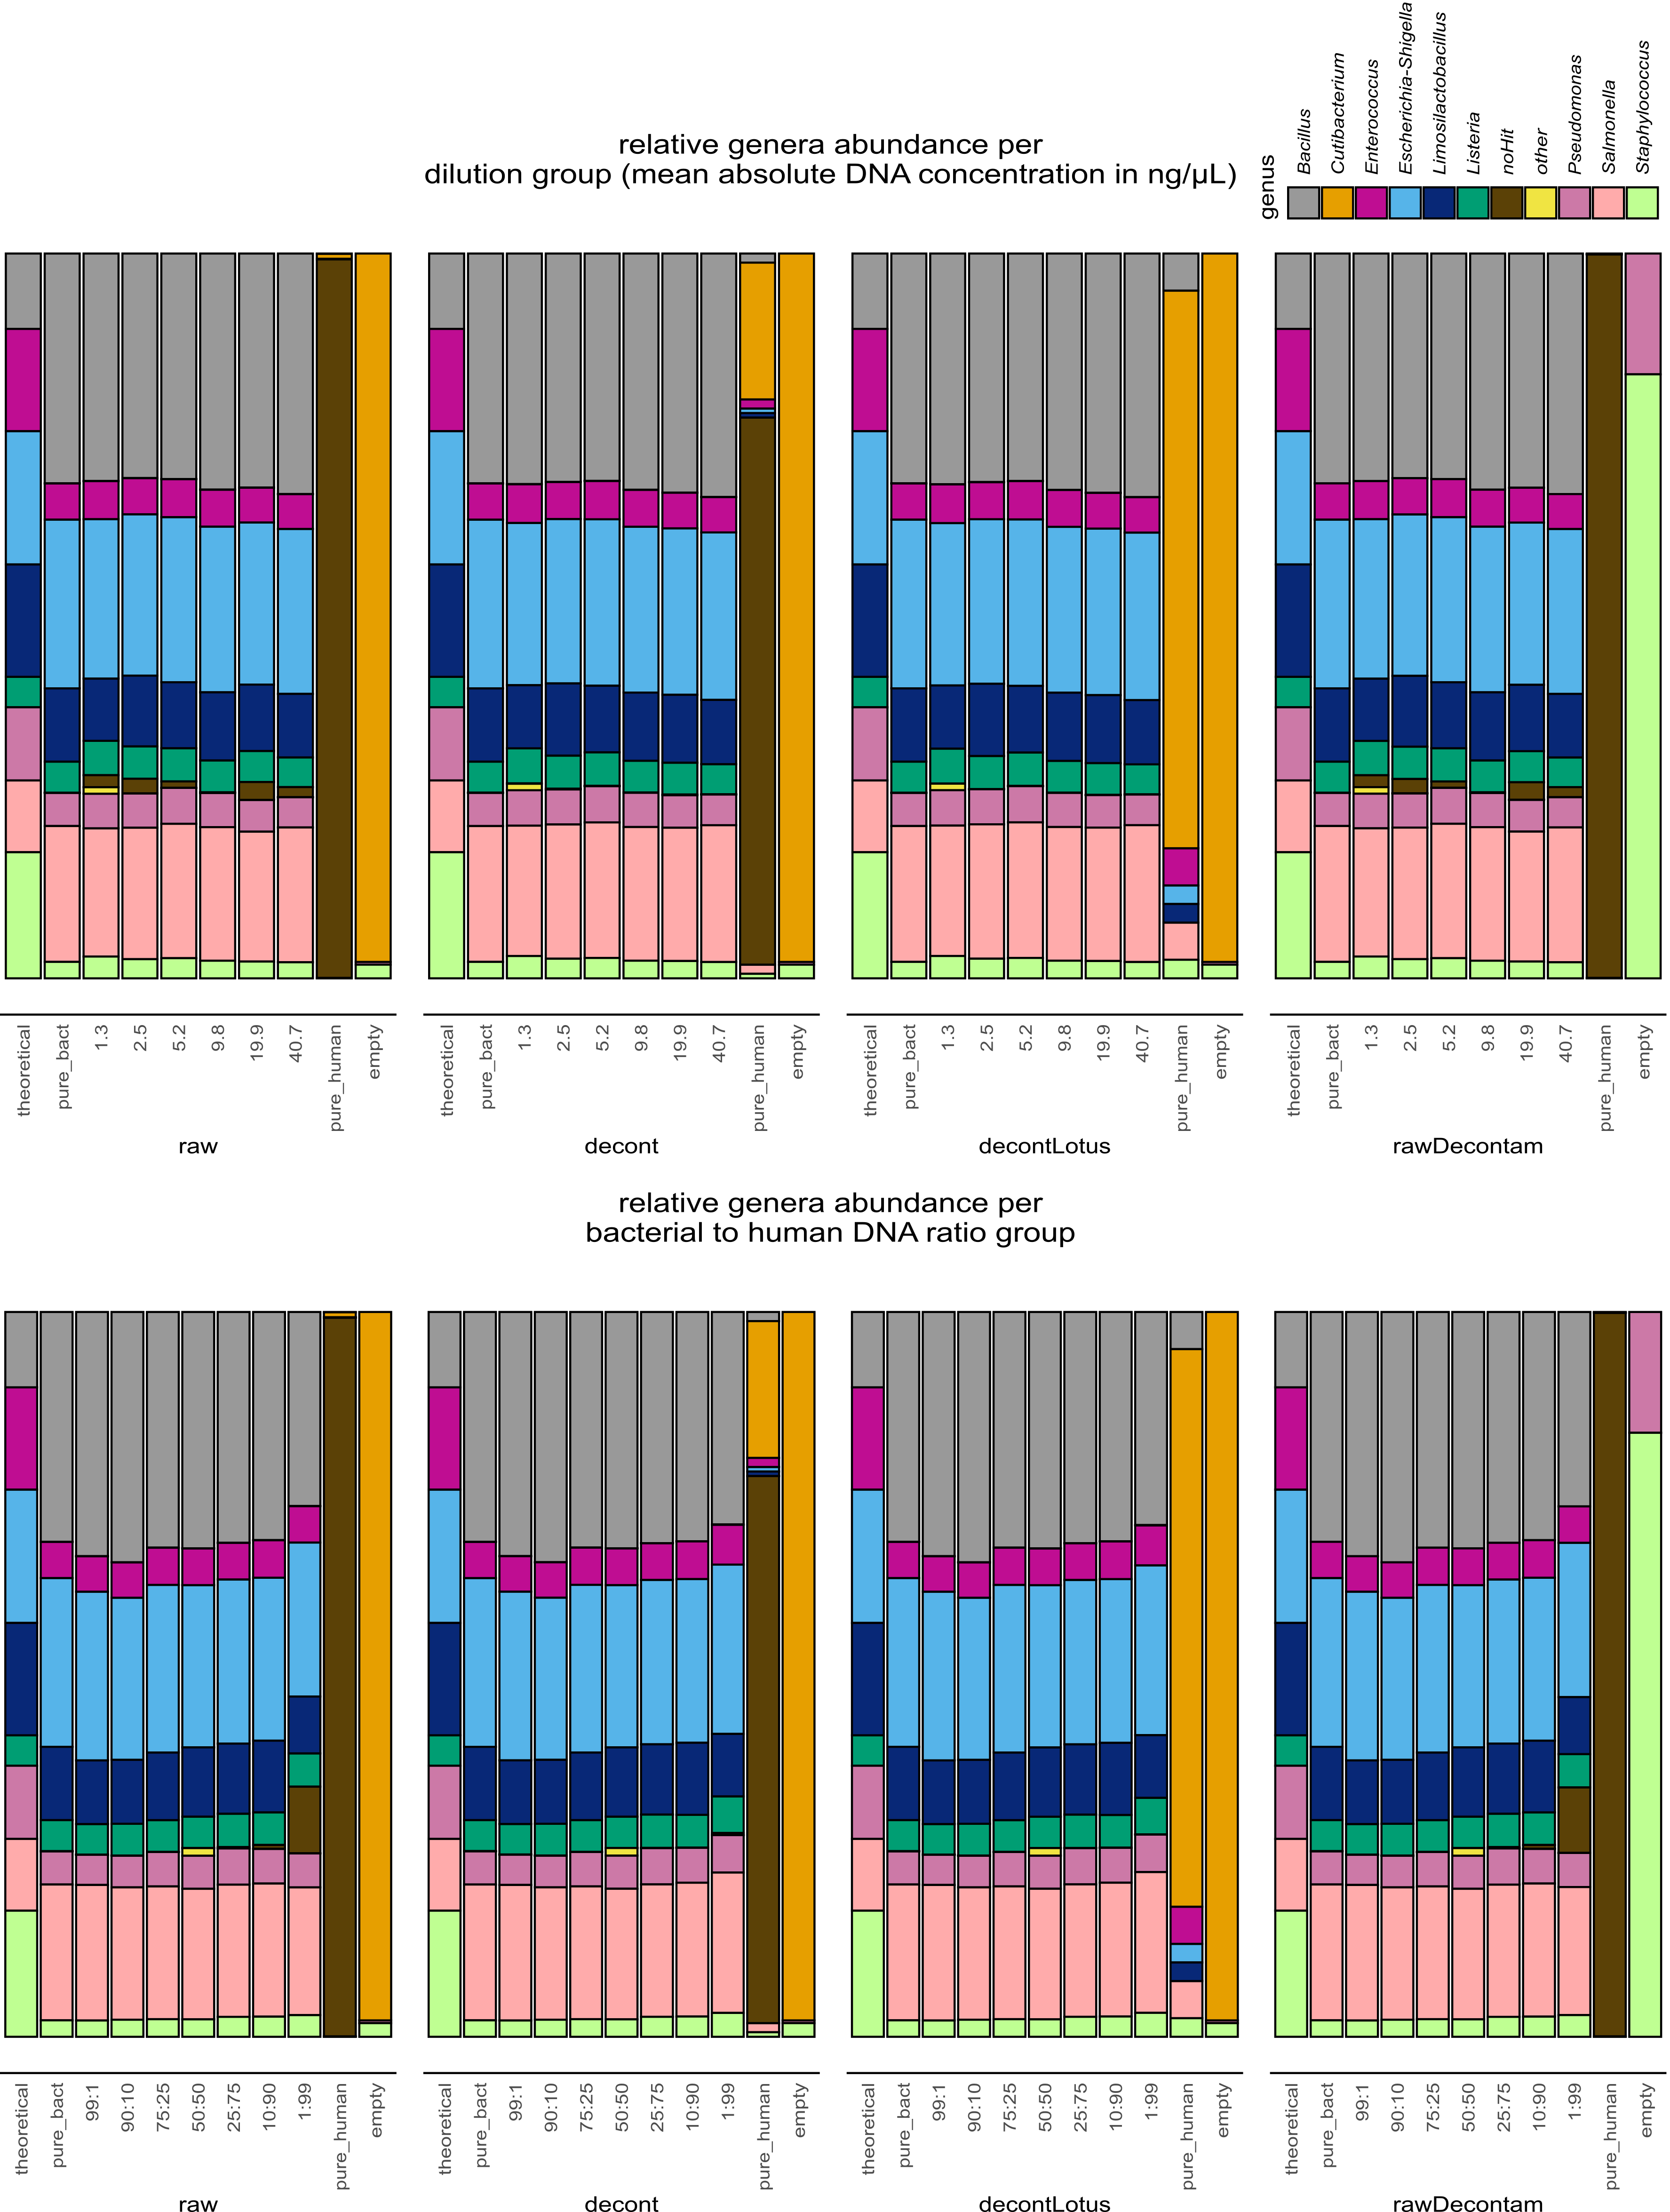 genus
Bacillus
Cutibacterium
Enterococcus
Escherichia-Shigella
Limosilactobacillus
Listeria
noHit
other
Pseudomonas
Salmonella
Staphylococcus
relative genera abundance per
dilution group (mean absolute DNA concentration in ng/µL)
theoretical
pure_bact
1.3
2.5
5.2
9.8
19.9
40.7
pure_human
empty
raw
theoretical
pure_bact
1.3
2.5
5.2
9.8
19.9
40.7
pure_human
empty
decont
theoretical
pure_bact
1.3
2.5
5.2
9.8
19.9
40.7
pure_human
empty
decontLotus
theoretical
pure_bact
1.3
2.5
5.2
9.8
19.9
40.7
pure_human
empty
rawDecontam
relative genera abundance per
bacterial to human DNA ratio group
theoretical
pure_bact
99:1
90:10
75:25
50:50
25:75
10:90
1:99
pure_human
empty
raw
theoretical
pure_bact
99:1
90:10
75:25
50:50
25:75
10:90
1:99
pure_human
empty
decont
theoretical
pure_bact
99:1
90:10
75:25
50:50
25:75
10:90
1:99
pure_human
empty
decontLotus
theoretical
pure_bact
99:1
90:10
75:25
50:50
25:75
10:90
1:99
pure_human
empty
rawDecontam